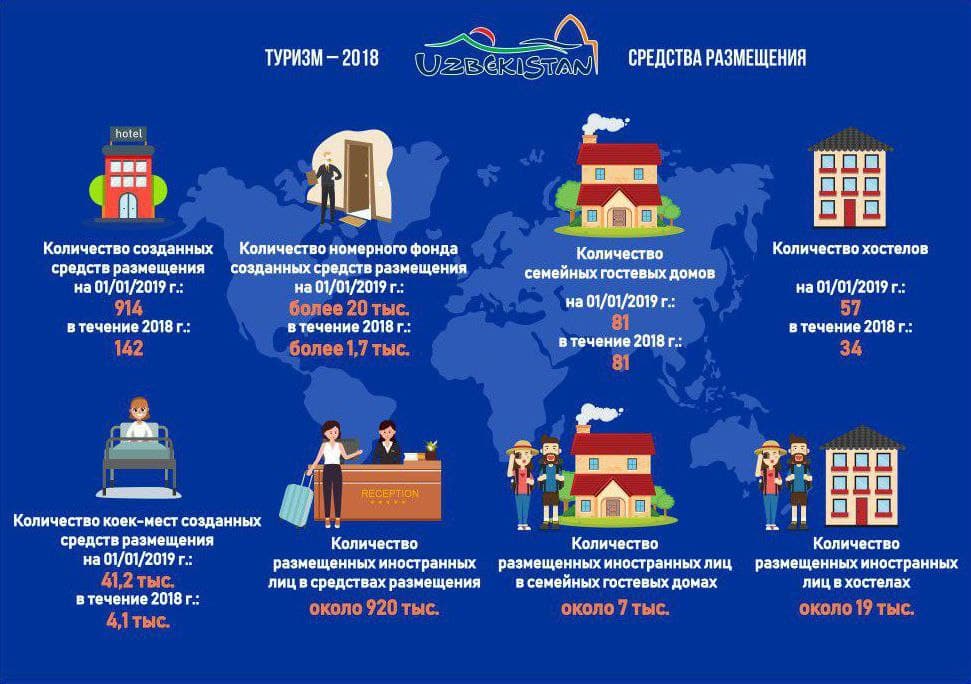 ТУРИЗМ – 2018
UZBEKISTAN
СРЕДСТВА РАЗМЕЩЕНИЯ
hotel
Количество созданных
средств размещения
на 01/01/2019 г.:
914
в течение 2018 г.:
142
Количество номерного фонда
созданных средств размещения
на 01/01/2019 г.:
более 20 тыс.
в течение 2018 г.:
более 1,7 тыс.
Количество
семейных гостевых домов
на 01/01/2019 г.:
81
в течение 2018 г.:
81
Количество хостелов
на 01/01/2019 г.:
57
в течение 2018 г.:
34
Количество коек-мест созданных
средств размещения
на 01/01/2019 г.:
41,2 тыс.
в течение 2018 г.:
4,1 тыс.
RECEPTION
Количество
размещенных иностранных
лиц в средствах размещения
около 920 тыс.
Количество
размещенных иностранных лиц
в семейных гостевых домах
около 7 тыс.
Количество
размещенных иностранных
лиц в хостелах
около 19 тыс.